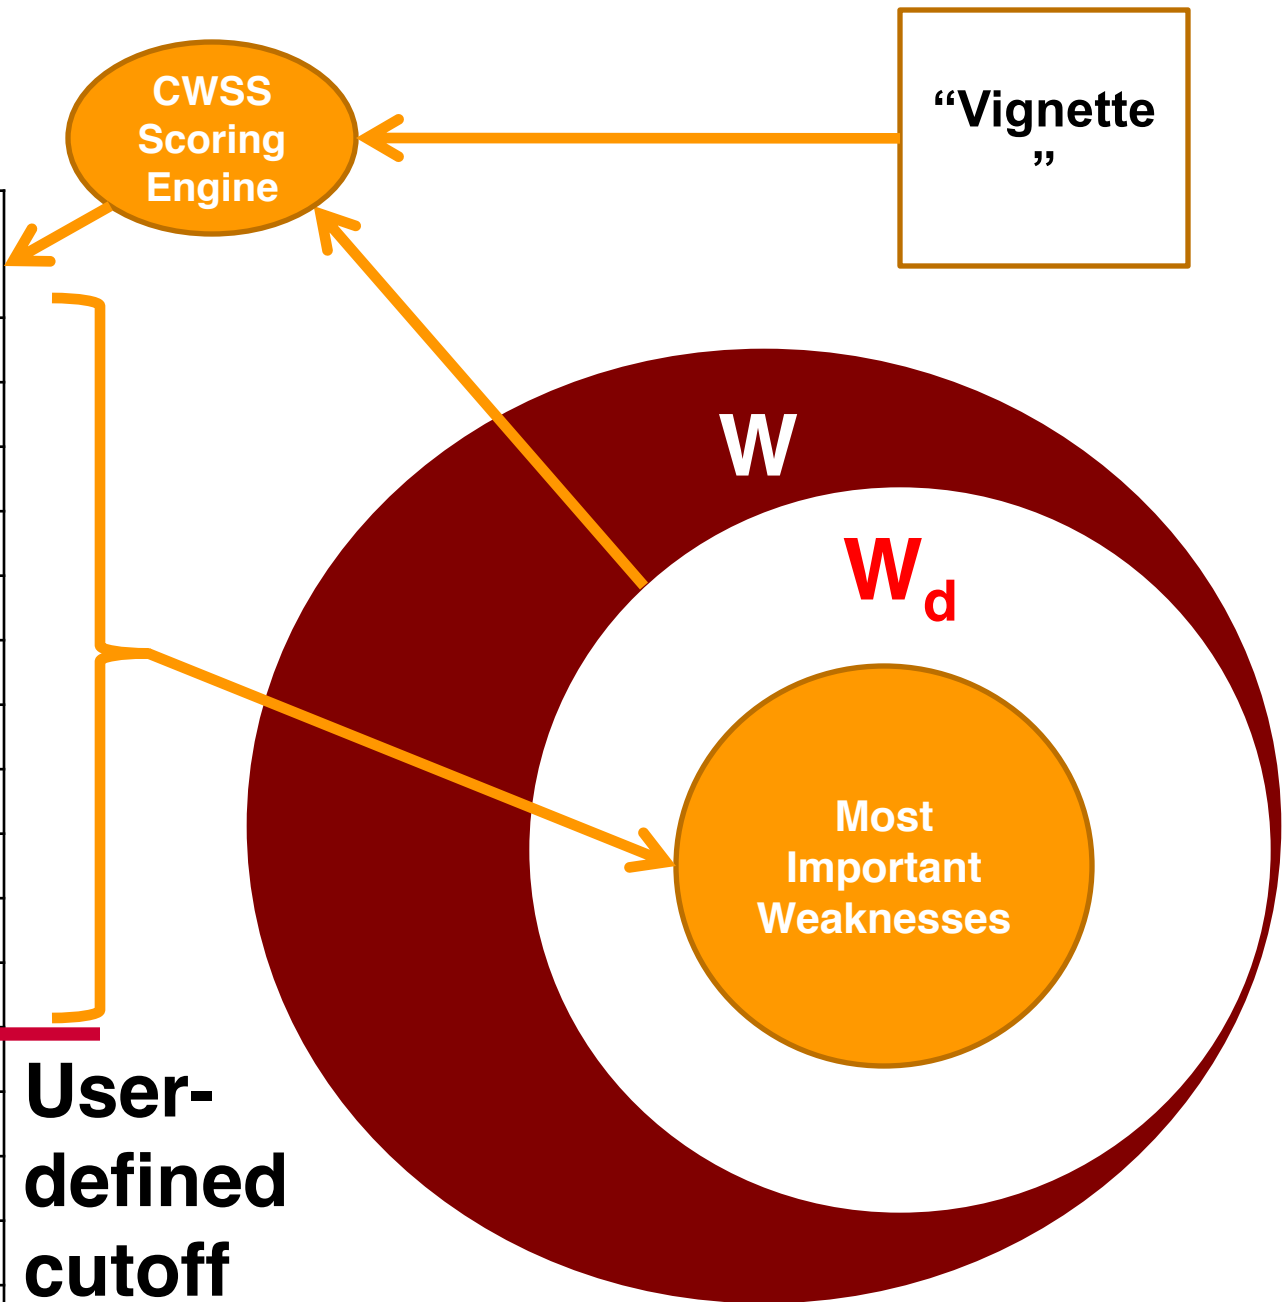 CWSS
Scoring
Engine
“Vignette
”
W
Wd
Most
Important
Weaknesses
User-
defined
cutoff